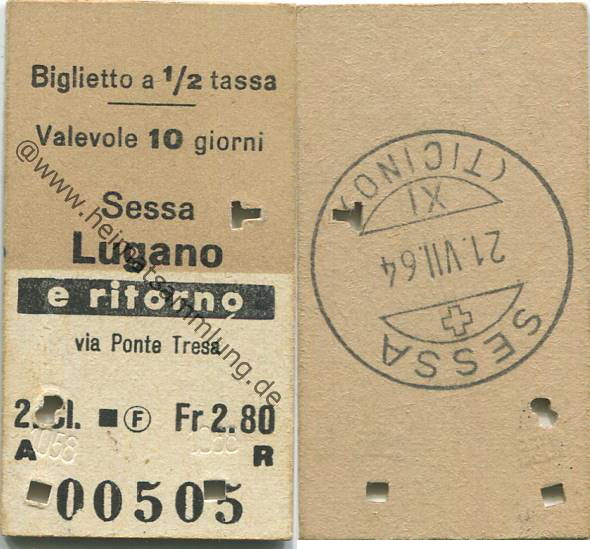 Biglietto a 1/2 tassa
Valevole 10 giorni
Sessa
Lugano
e ritorno
via Ponte Tresa
2. Cl. ■ Ⓕ Fr 2.80
A R
00505
@www.heimatsammlung.de
SESSA
21.VII.64
XI
(TICINO)